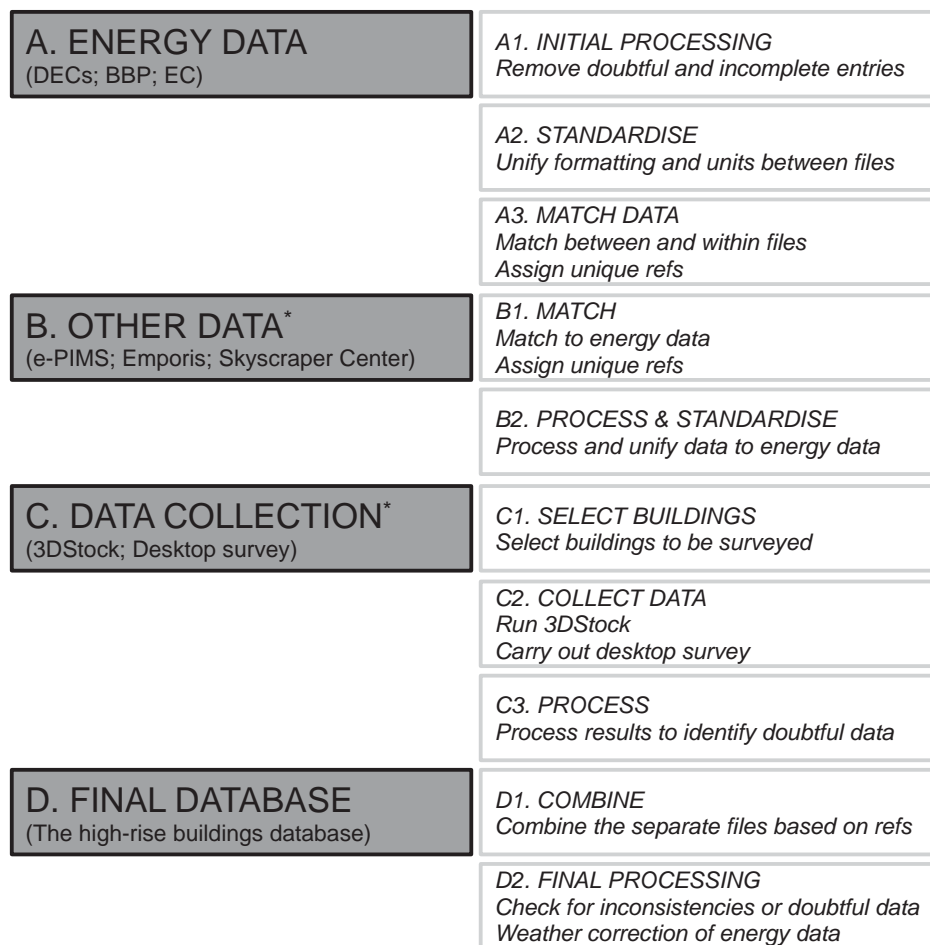 A. ENERGY DATA
(DECs; BBP; EC)
A1. INITIAL PROCESSING
Remove doubtful and incomplete entries
A2. STANDARDISE
Unify formatting and units between files
A3. MATCH DATA
Match between and within files
Assign unique refs
B. OTHER DATA*
(e-PIMS; Emporis; Skyscraper Center)
B1. MATCH
Match to energy data
Assign unique refs
B2. PROCESS & STANDARDISE
Process and unify data to energy data
C. DATA COLLECTION*
(3DStock; Desktop survey)
C1. SELECT BUILDINGS
Select buildings to be surveyed
C2. COLLECT DATA
Run 3DStock
Carry out desktop survey
C3. PROCESS
Process results to identify doubtful data
D. FINAL DATABASE
(The high-rise buildings database)
D1. COMBINE
Combine the separate files based on refs
D2. FINAL PROCESSING
Check for inconsistencies or doubtful data
Weather correction of energy data